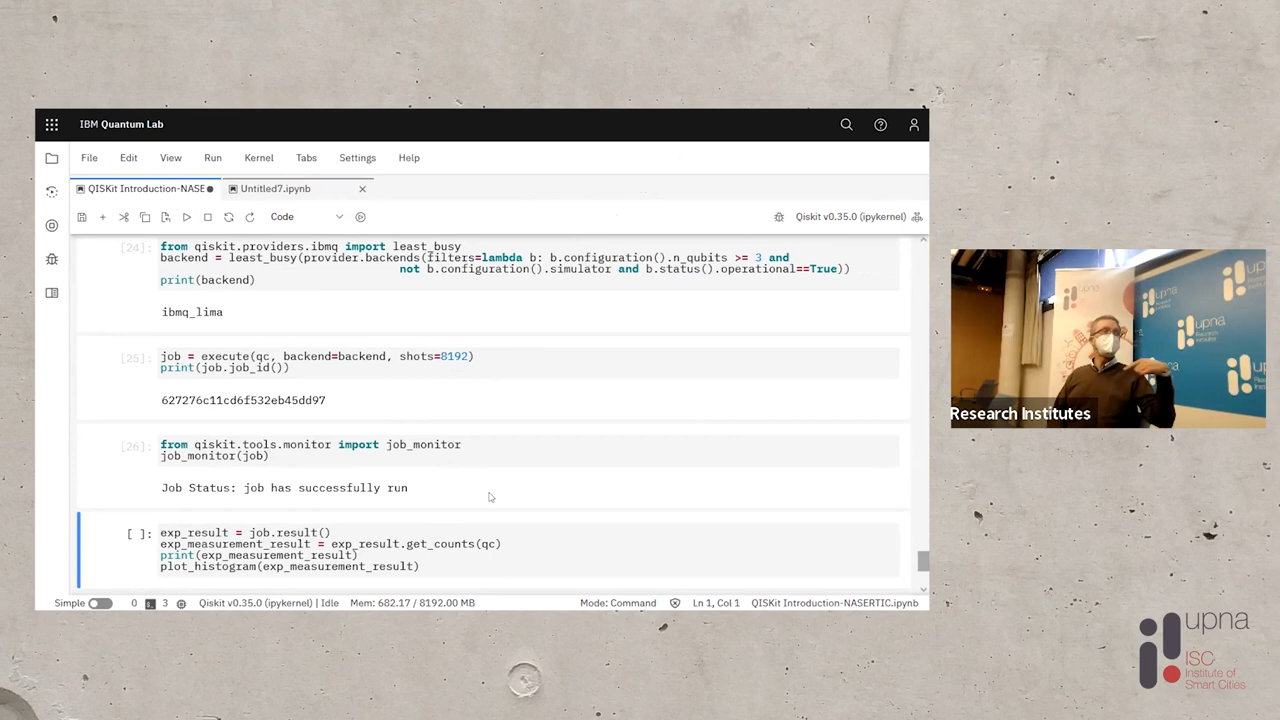 IBM Quantum Lab
File Edit View Run Kernel Tabs Settings Help
QISKit Introduction-NASE
Untitled7.ipynb
Code
Qiskit v0.35.0 (ipykernel)
[24]: from qiskit.providers.ibmq import least_busy
backend = least_busy(provider.backends(filters=lambda b: b.configuration().n_qubits >= 3 and
not b.configuration().simulator and b.status().operational==True))
print(backend)
ibmq_lima
[25]: job = execute(qc, backend=backend, shots=8192)
print(job.job_id())
627276c11cd6f532eb45dd97
[26]: from qiskit.tools.monitor import job_monitor
job_monitor(job)
Job Status: job has successfully run
[ ]: exp_result = job.result()
exp_measurement_result = exp_result.get_counts(qc)
print(exp_measurement_result)
plot_histogram(exp_measurement_result)
Simple 0 3 Qiskit v0.35.0 (ipykernel) | Idle Mem: 682.17 / 8192.00 MB Mode: Command Ln 1, Col 1 QISKit Introduction-NASERTIC.ipynb
upna
upna
upna
upna
upna
Research Institutes
upna
ISC
Institute of
Smart Cities